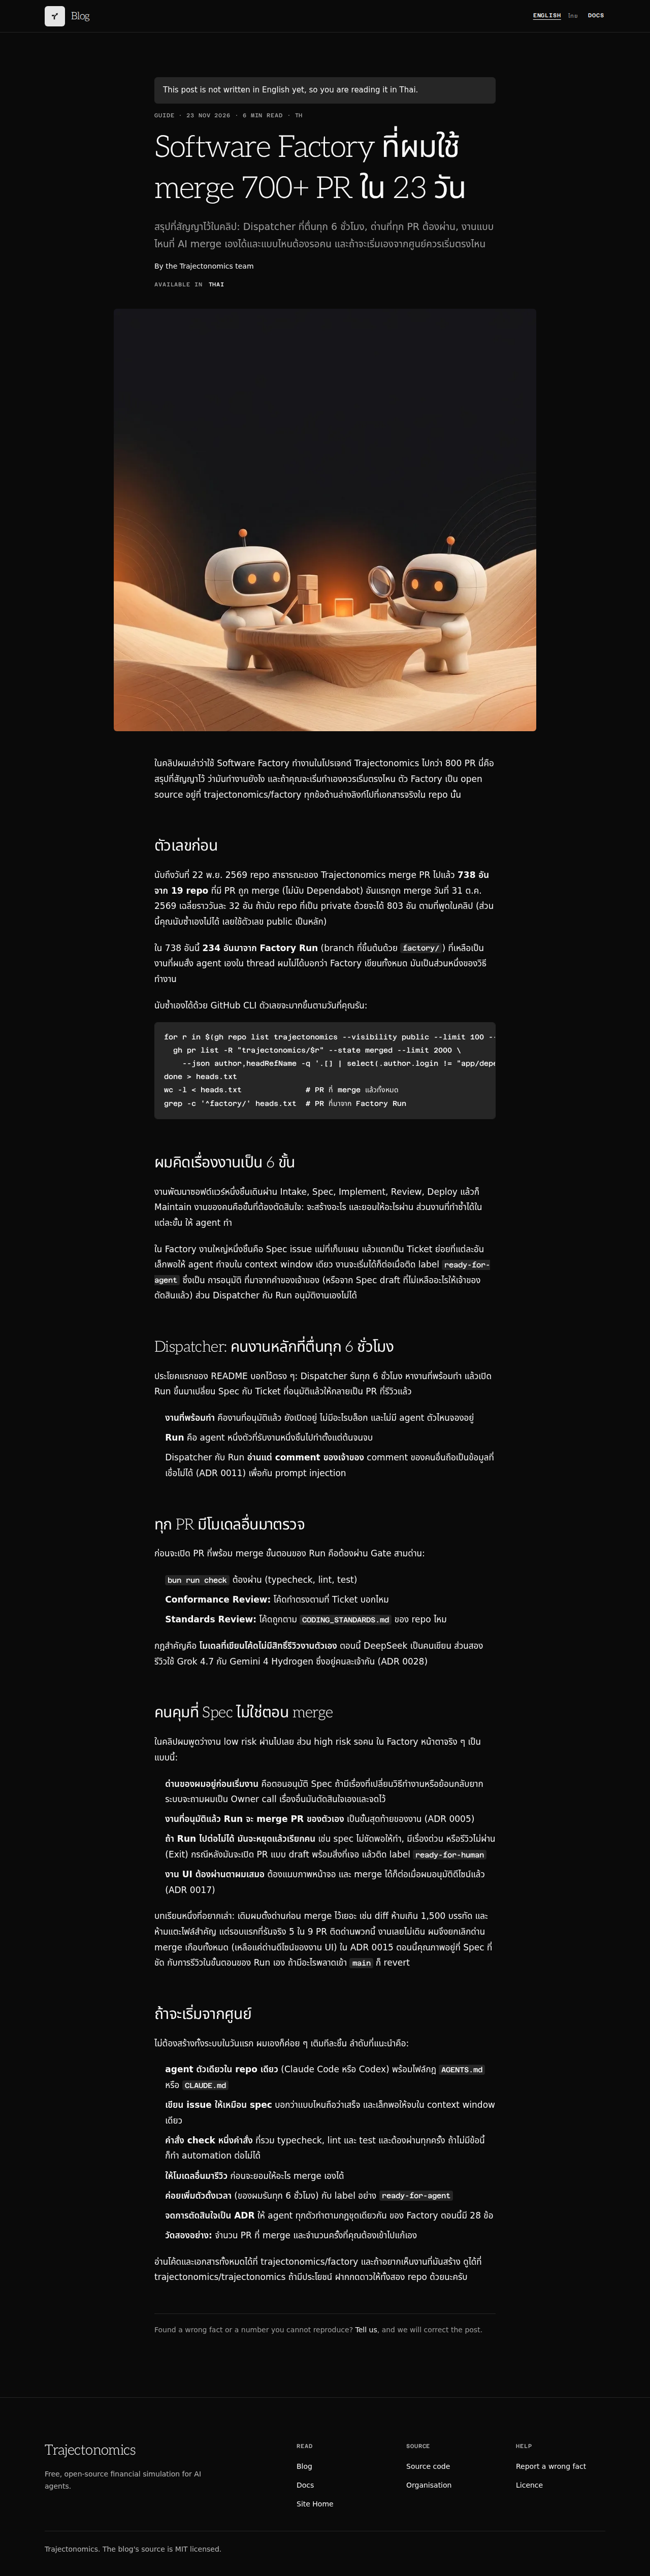 Blog
ENGLISH ไทย DOCS
This post is not written in English yet, so you are reading it in Thai.
GUIDE · 23 NOV 2026 · 6 MIN READ · TH
Software Factory ที่ผมใช้
merge 700+ PR ใน 23 วัน
สรุปที่สัญญาไว้ในคลิป: Dispatcher ที่ตื่นทุก 6 ชั่วโมง, ด่านที่ทุก PR ต้องผ่าน, งานแบบ
ไหนที่ AI merge เองได้และแบบไหนต้องรอคน และถ้าจะเริ่มเองจากศูนย์ควรเริ่มตรงไหน
By the Trajectonomics team
AVAILABLE IN THAI
ในคลิปผมเล่าว่าใช้ Software Factory ทำงานในโปรเจกต์ Trajectonomics ไปกว่า 800 PR นี่คือ
สรุปที่สัญญาไว้ ว่ามันทำงานยังไง และถ้าคุณจะเริ่มทำเองควรเริ่มตรงไหน ตัว Factory เป็น open
source อยู่ที่ trajectonomics/factory ทุกข้อด้านล่างลิงก์ไปที่เอกสารจริงใน repo นั้น
ตัวเลขก่อน
นับถึงวันที่ 22 พ.ย. 2569 repo สาธารณะของ Trajectonomics merge PR ไปแล้ว 738 อัน
จาก 19 repo ที่มี PR ถูก merge (ไม่นับ Dependabot) อันแรกถูก merge วันที่ 31 ต.ค.
2569 เฉลี่ยราววันละ 32 อัน ถ้านับ repo ที่เป็น private ด้วยจะได้ 803 อัน ตามที่พูดในคลิป (ส่วน
นี้คุณนับซ้ำเองไม่ได้ เลยใช้ตัวเลข public เป็นหลัก)
ใน 738 อันนี้ 234 อันมาจาก Factory Run (branch ที่ขึ้นต้นด้วย factory/) ที่เหลือเป็น
งานที่ผมสั่ง agent เองใน thread ผมไม่ได้บอกว่า Factory เขียนทั้งหมด มันเป็นส่วนหนึ่งของวิธี
ทำงาน
นับซ้ำเองได้ด้วย GitHub CLI ตัวเลขจะมากขึ้นตามวันที่คุณรัน:
for r in $(gh repo list trajectonomics --visibility public --limit 100 --
gh pr list -R "trajectonomics/$r" --state merged --limit 2000 \
--json author,headRefName -q '.[] | select(.author.login != "app/depe
done > heads.txt
wc -l < heads.txt # PR ที่ merge แล้วทั้งหมด
grep -c '^factory/' heads.txt # PR ที่มาจาก Factory Run
ผมคิดเรื่องงานเป็น 6 ขั้น
งานพัฒนาซอฟต์แวร์หนึ่งชิ้นเดินผ่าน Intake, Spec, Implement, Review, Deploy แล้วก็
Maintain งานของคนคือขั้นที่ต้องตัดสินใจ: จะสร้างอะไร และยอมให้อะไรผ่าน ส่วนงานที่ทำซ้ำได้ใน
แต่ละขั้น ให้ agent ทำ
ใน Factory งานใหญ่หนึ่งชิ้นคือ Spec issue แม่ที่เก็บแผน แล้วแตกเป็น Ticket ย่อยที่แต่ละอัน
เล็กพอให้ agent ทำจบใน context window เดียว งานจะเริ่มได้ก็ต่อเมื่อติด label ready-for-
agent ซึ่งเป็น การอนุมัติ ที่มาจากคำของเจ้าของ (หรือจาก Spec draft ที่ไม่เหลืออะไรให้เจ้าของ
ตัดสินแล้ว) ส่วน Dispatcher กับ Run อนุมัติงานเองไม่ได้
Dispatcher: คนงานหลักที่ตื่นทุก 6 ชั่วโมง
ประโยคแรกของ README บอกไว้ตรง ๆ: Dispatcher รันทุก 6 ชั่วโมง หางานที่พร้อมทำ แล้วเปิด
Run ขึ้นมาเปลี่ยน Spec กับ Ticket ที่อนุมัติแล้วให้กลายเป็น PR ที่รีวิวแล้ว
งานที่พร้อมทำ คืองานที่อนุมัติแล้ว ยังเปิดอยู่ ไม่มีอะไรบล็อก และไม่มี agent ตัวไหนจองอยู่
Run คือ agent หนึ่งตัวที่รับงานหนึ่งชิ้นไปทำตั้งแต่ต้นจนจบ
Dispatcher กับ Run อ่านแต่ comment ของเจ้าของ comment ของคนอื่นถือเป็นข้อมูลที่
เชื่อไม่ได้ (ADR 0011) เพื่อกัน prompt injection
ทุก PR มีโมเดลอื่นมาตรวจ
ก่อนจะเปิด PR ที่พร้อม merge ขั้นตอนของ Run คือต้องผ่าน Gate สามด่าน:
bun run check ต้องผ่าน (typecheck, lint, test)
Conformance Review: โค้ดทำตรงตามที่ Ticket บอกไหม
Standards Review: โค้ดถูกตาม CODING_STANDARDS.md ของ repo ไหม
กฎสำคัญคือ โมเดลที่เขียนโค้ดไม่มีสิทธิ์รีวิวงานตัวเอง ตอนนี้ DeepSeek เป็นคนเขียน ส่วนสอง
รีวิวใช้ Grok 4.7 กับ Gemini 4 Hydrogen ซึ่งอยู่คนละเจ้ากัน (ADR 0028)
คนคุมที่ Spec ไม่ใช่ตอน merge
ในคลิปผมพูดว่างาน low risk ผ่านไปเลย ส่วน high risk รอคน ใน Factory หน้าตาจริง ๆ เป็น
แบบนี้:
ด่านของผมอยู่ก่อนเริ่มงาน คือตอนอนุมัติ Spec ถ้ามีเรื่องที่เปลี่ยนวิธีทำงานหรือย้อนกลับยาก
ระบบจะถามผมเป็น Owner call เรื่องอื่นมันตัดสินใจเองและจดไว้
งานที่อนุมัติแล้ว Run จะ merge PR ของตัวเอง เป็นขั้นสุดท้ายของงาน (ADR 0005)
ถ้า Run ไปต่อไม่ได้ มันจะหยุดแล้วเรียกคน เช่น spec ไม่ชัดพอให้ทำ, มีเรื่องด่วน หรือรีวิวไม่ผ่าน
(Exit) กรณีหลังมันจะเปิด PR แบบ draft พร้อมสิ่งที่เจอ แล้วติด label ready-for-human
งาน UI ต้องผ่านตาผมเสมอ ต้องแนบภาพหน้าจอ และ merge ได้ก็ต่อเมื่อผมอนุมัติดีไซน์แล้ว
(ADR 0017)
บทเรียนหนึ่งที่อยากเล่า: เดิมผมตั้งด่านก่อน merge ไว้เยอะ เช่น diff ห้ามเกิน 1,500 บรรทัด และ
ห้ามแตะไฟล์สำคัญ แต่รอบแรกที่รันจริง 5 ใน 9 PR ติดด่านพวกนี้ งานเลยไม่เดิน ผมจึงยกเลิกด่าน
merge เกือบทั้งหมด (เหลือแค่ด่านดีไซน์ของงาน UI) ใน ADR 0015 ตอนนี้คุณภาพอยู่ที่ Spec ที่
ชัด กับการรีวิวในขั้นตอนของ Run เอง ถ้ามีอะไรพลาดเข้า main ก็ revert
ถ้าจะเริ่มจากศูนย์
ไม่ต้องสร้างทั้งระบบในวันแรก ผมเองก็ค่อย ๆ เติมทีละชิ้น ลำดับที่แนะนำคือ:
agent ตัวเดียวใน repo เดียว (Claude Code หรือ Codex) พร้อมไฟล์กฎ AGENTS.md
หรือ CLAUDE.md
เขียน issue ให้เหมือน spec บอกว่าแบบไหนถือว่าเสร็จ และเล็กพอให้จบใน context window
เดียว
คำสั่ง check หนึ่งคำสั่ง ที่รวม typecheck, lint และ test และต้องผ่านทุกครั้ง ถ้าไม่มีข้อนี้
ก็ทำ automation ต่อไม่ได้
ให้โมเดลอื่นมารีวิว ก่อนจะยอมให้อะไร merge เองได้
ค่อยเพิ่มตัวตั้งเวลา (ของผมรันทุก 6 ชั่วโมง) กับ label อย่าง ready-for-agent
จดการตัดสินใจเป็น ADR ให้ agent ทุกตัวทำตามกฎชุดเดียวกัน ของ Factory ตอนนี้มี 28 ข้อ
วัดสองอย่าง: จำนวน PR ที่ merge และจำนวนครั้งที่คุณต้องเข้าไปแก้เอง
อ่านโค้ดและเอกสารทั้งหมดได้ที่ trajectonomics/factory และถ้าอยากเห็นงานที่มันสร้าง ดูได้ที่
trajectonomics/trajectonomics ถ้ามีประโยชน์ ฝากกดดาวให้ทั้งสอง repo ด้วยนะครับ
Found a wrong fact or a number you cannot reproduce? Tell us, and we will correct the post.
Trajectonomics
Free, open-source financial simulation for AI
agents.
READ
Blog
Docs
Site Home
SOURCE
Source code
Organisation
HELP
Report a wrong fact
Licence
Trajectonomics. The blog's source is MIT licensed.